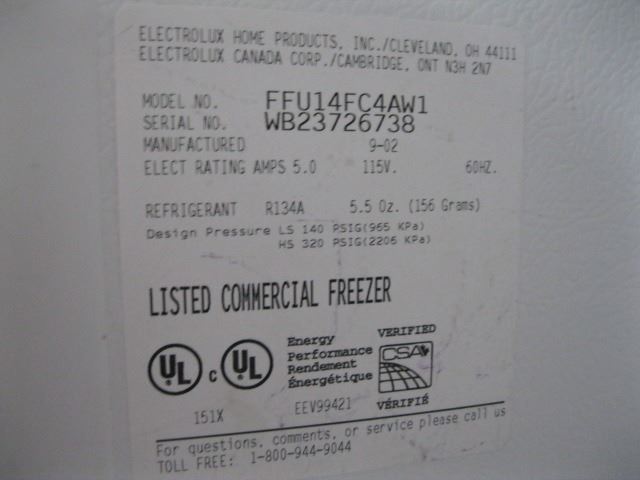 ELECTROLUX HOME PRODUCTS, INC./CLEVELAND, OH 44111
ELECTROLUX CANADA CORP./CAMBRIDGE, ONT N3H 2N7
MODEL NO. FFU14FC4AW1
SERIAL NO. WB23726738
MANUFACTURED 9-02
ELECT RATING AMPS 5.0 115V. 60HZ.
REFRIGERANT R134A 5.5 Oz. (156 Grams)
Design Pressure LS 140 PSIG(965 KPa)
HS 320 PSIG(2206 KPa)
LISTED COMMERCIAL FREEZER
UL c UL
151X
Energy
Performance
Rendement
Énergétique
EEV99421
VERIFIED
CSA
VERIFIÉ
For questions, comments, or service please call us
TOLL FREE: 1-800-944-9044